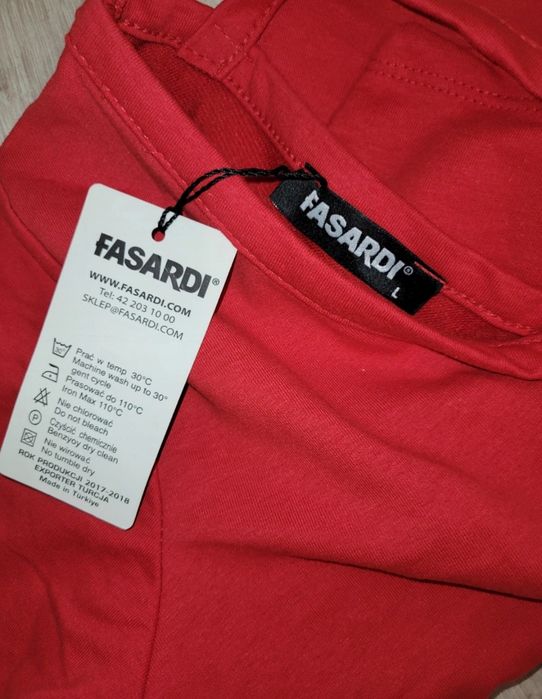 FASARDI®
WWW.FASARDI.COM
Tel: 42 203 10 00
SKLEP@FASARDI.COM
30°
Prać w temp 30°C
Machine wash up to 30°
gent cycle
Prasować do 110°C
Iron Max 110°C
Nie chlorować
Do not bleach
P
Czyścić chemicznie
Benzyoy dry clean
Nie wirować
No tumble dry
ROK PRODUKCJI 2017-2018
EXPORTER TURCJA
Made in Türkiye
FASARDI®
L